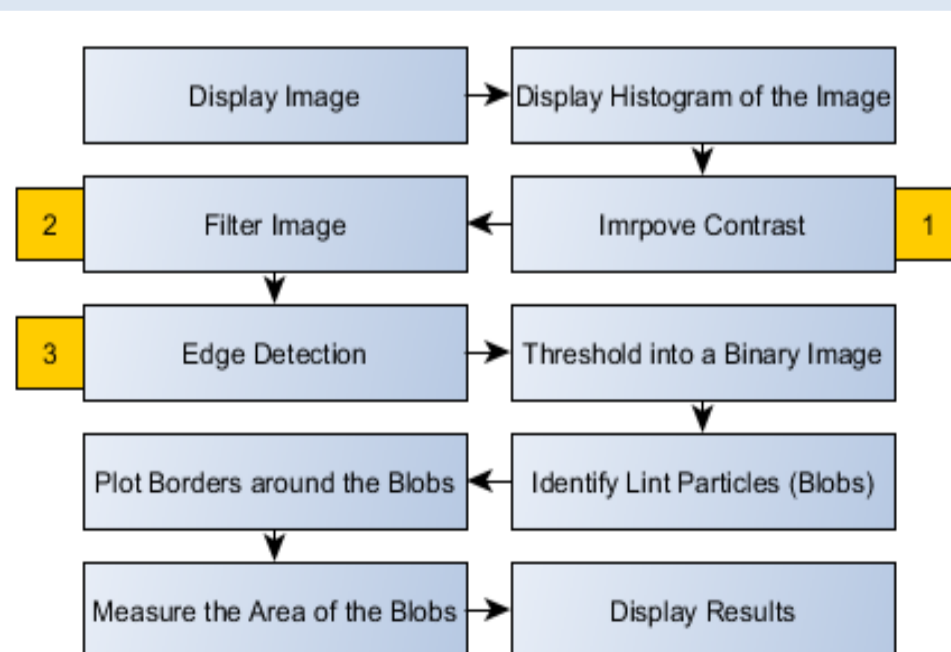 Display Image
Display Histogram of the Image
2
Filter Image
Imrpove Contrast
1
3
Edge Detection
Threshold into a Binary Image
Plot Borders around the Blobs
Identify Lint Particles (Blobs)
Measure the Area of the Blobs
Display Results